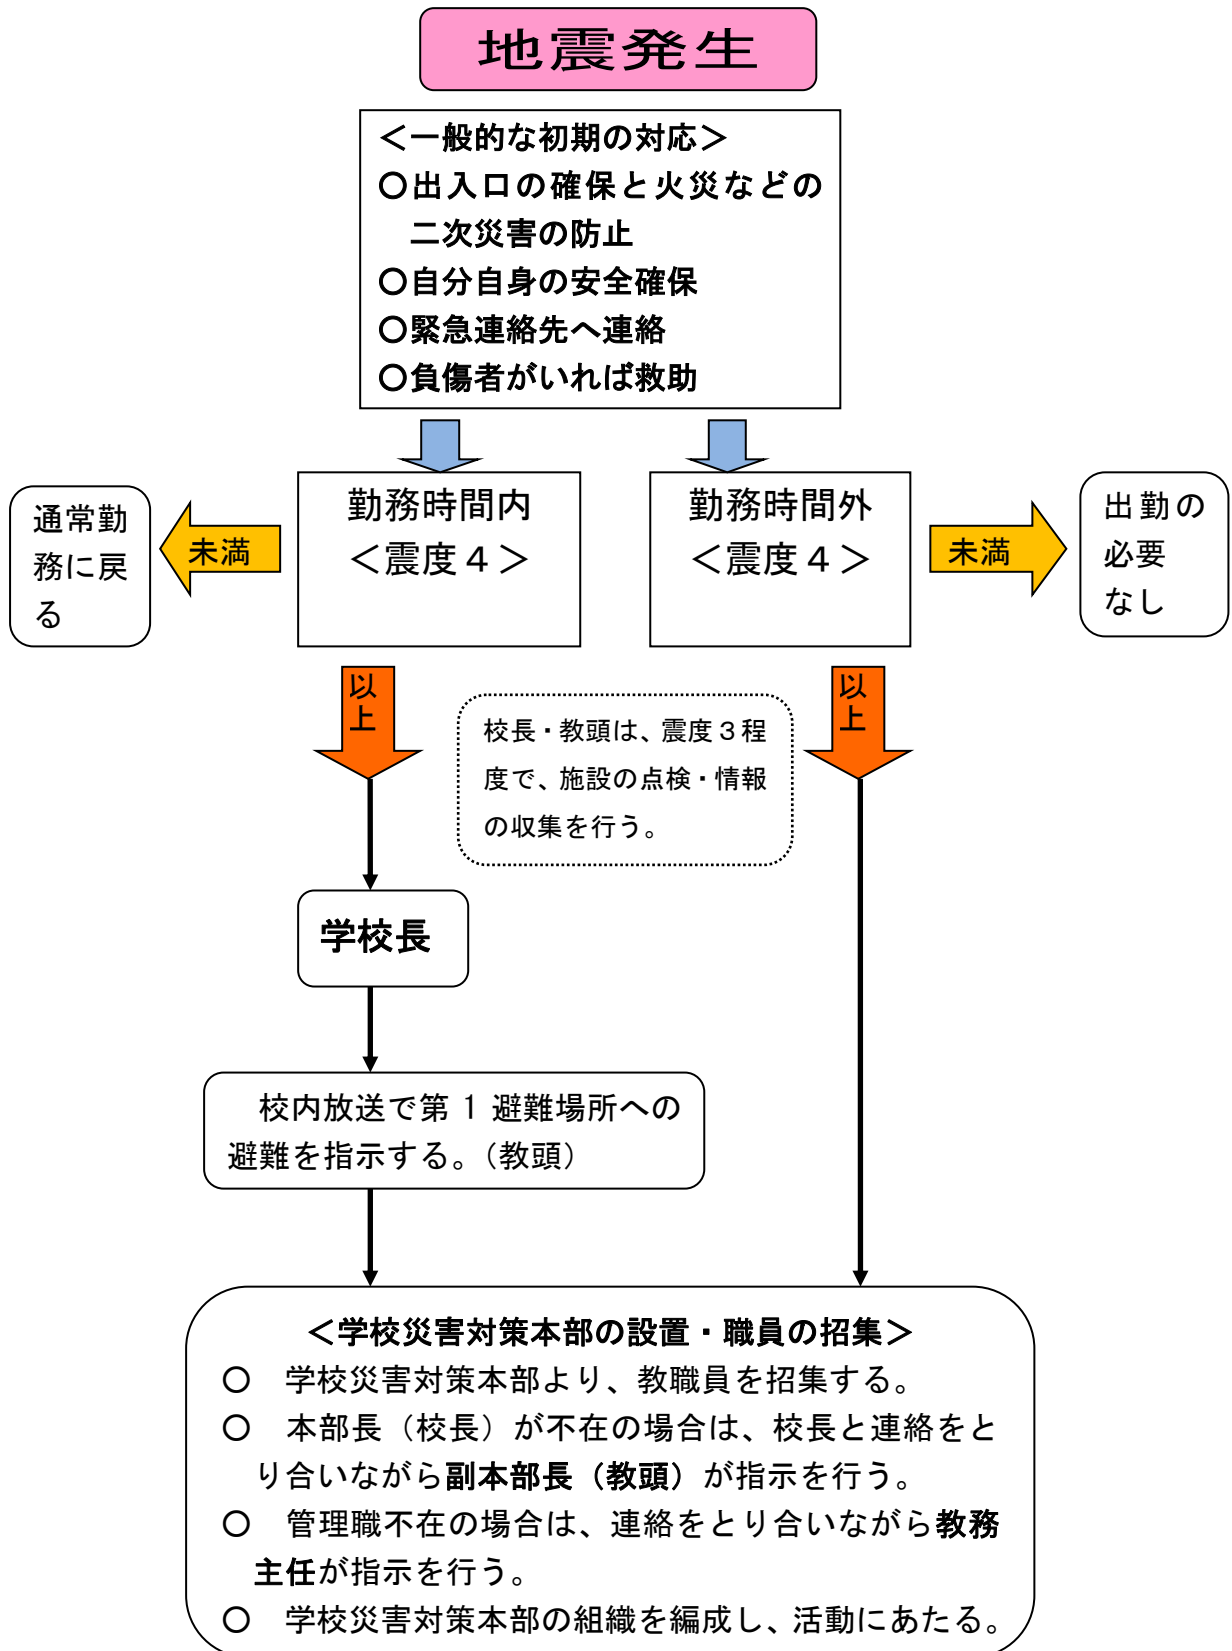 地震発生
＜一般的な初期の対応＞
〇出入口の確保と火災などの
二次災害の防止
〇自分自身の安全確保
〇緊急連絡先へ連絡
〇負傷者がいれば救助
勤務時間内
＜震度４＞
勤務時間外
＜震度４＞
通常勤
務に戻
る
未満
未満
出勤の
必要
なし
以
上
以
上
校長・教頭は、震度３程
度で、施設の点検・情報
の収集を行う。
学校長
校内放送で第 1 避難場所への
避難を指示する。（教頭）
＜学校災害対策本部の設置・職員の招集＞
〇　学校災害対策本部より、教職員を招集する。
〇　本部長（校長）が不在の場合は、校長と連絡をと
り合いながら副本部長（教頭）が指示を行う。
〇　管理職不在の場合は、連絡をとり合いながら教務
主任が指示を行う。
〇　学校災害対策本部の組織を編成し、活動にあたる。